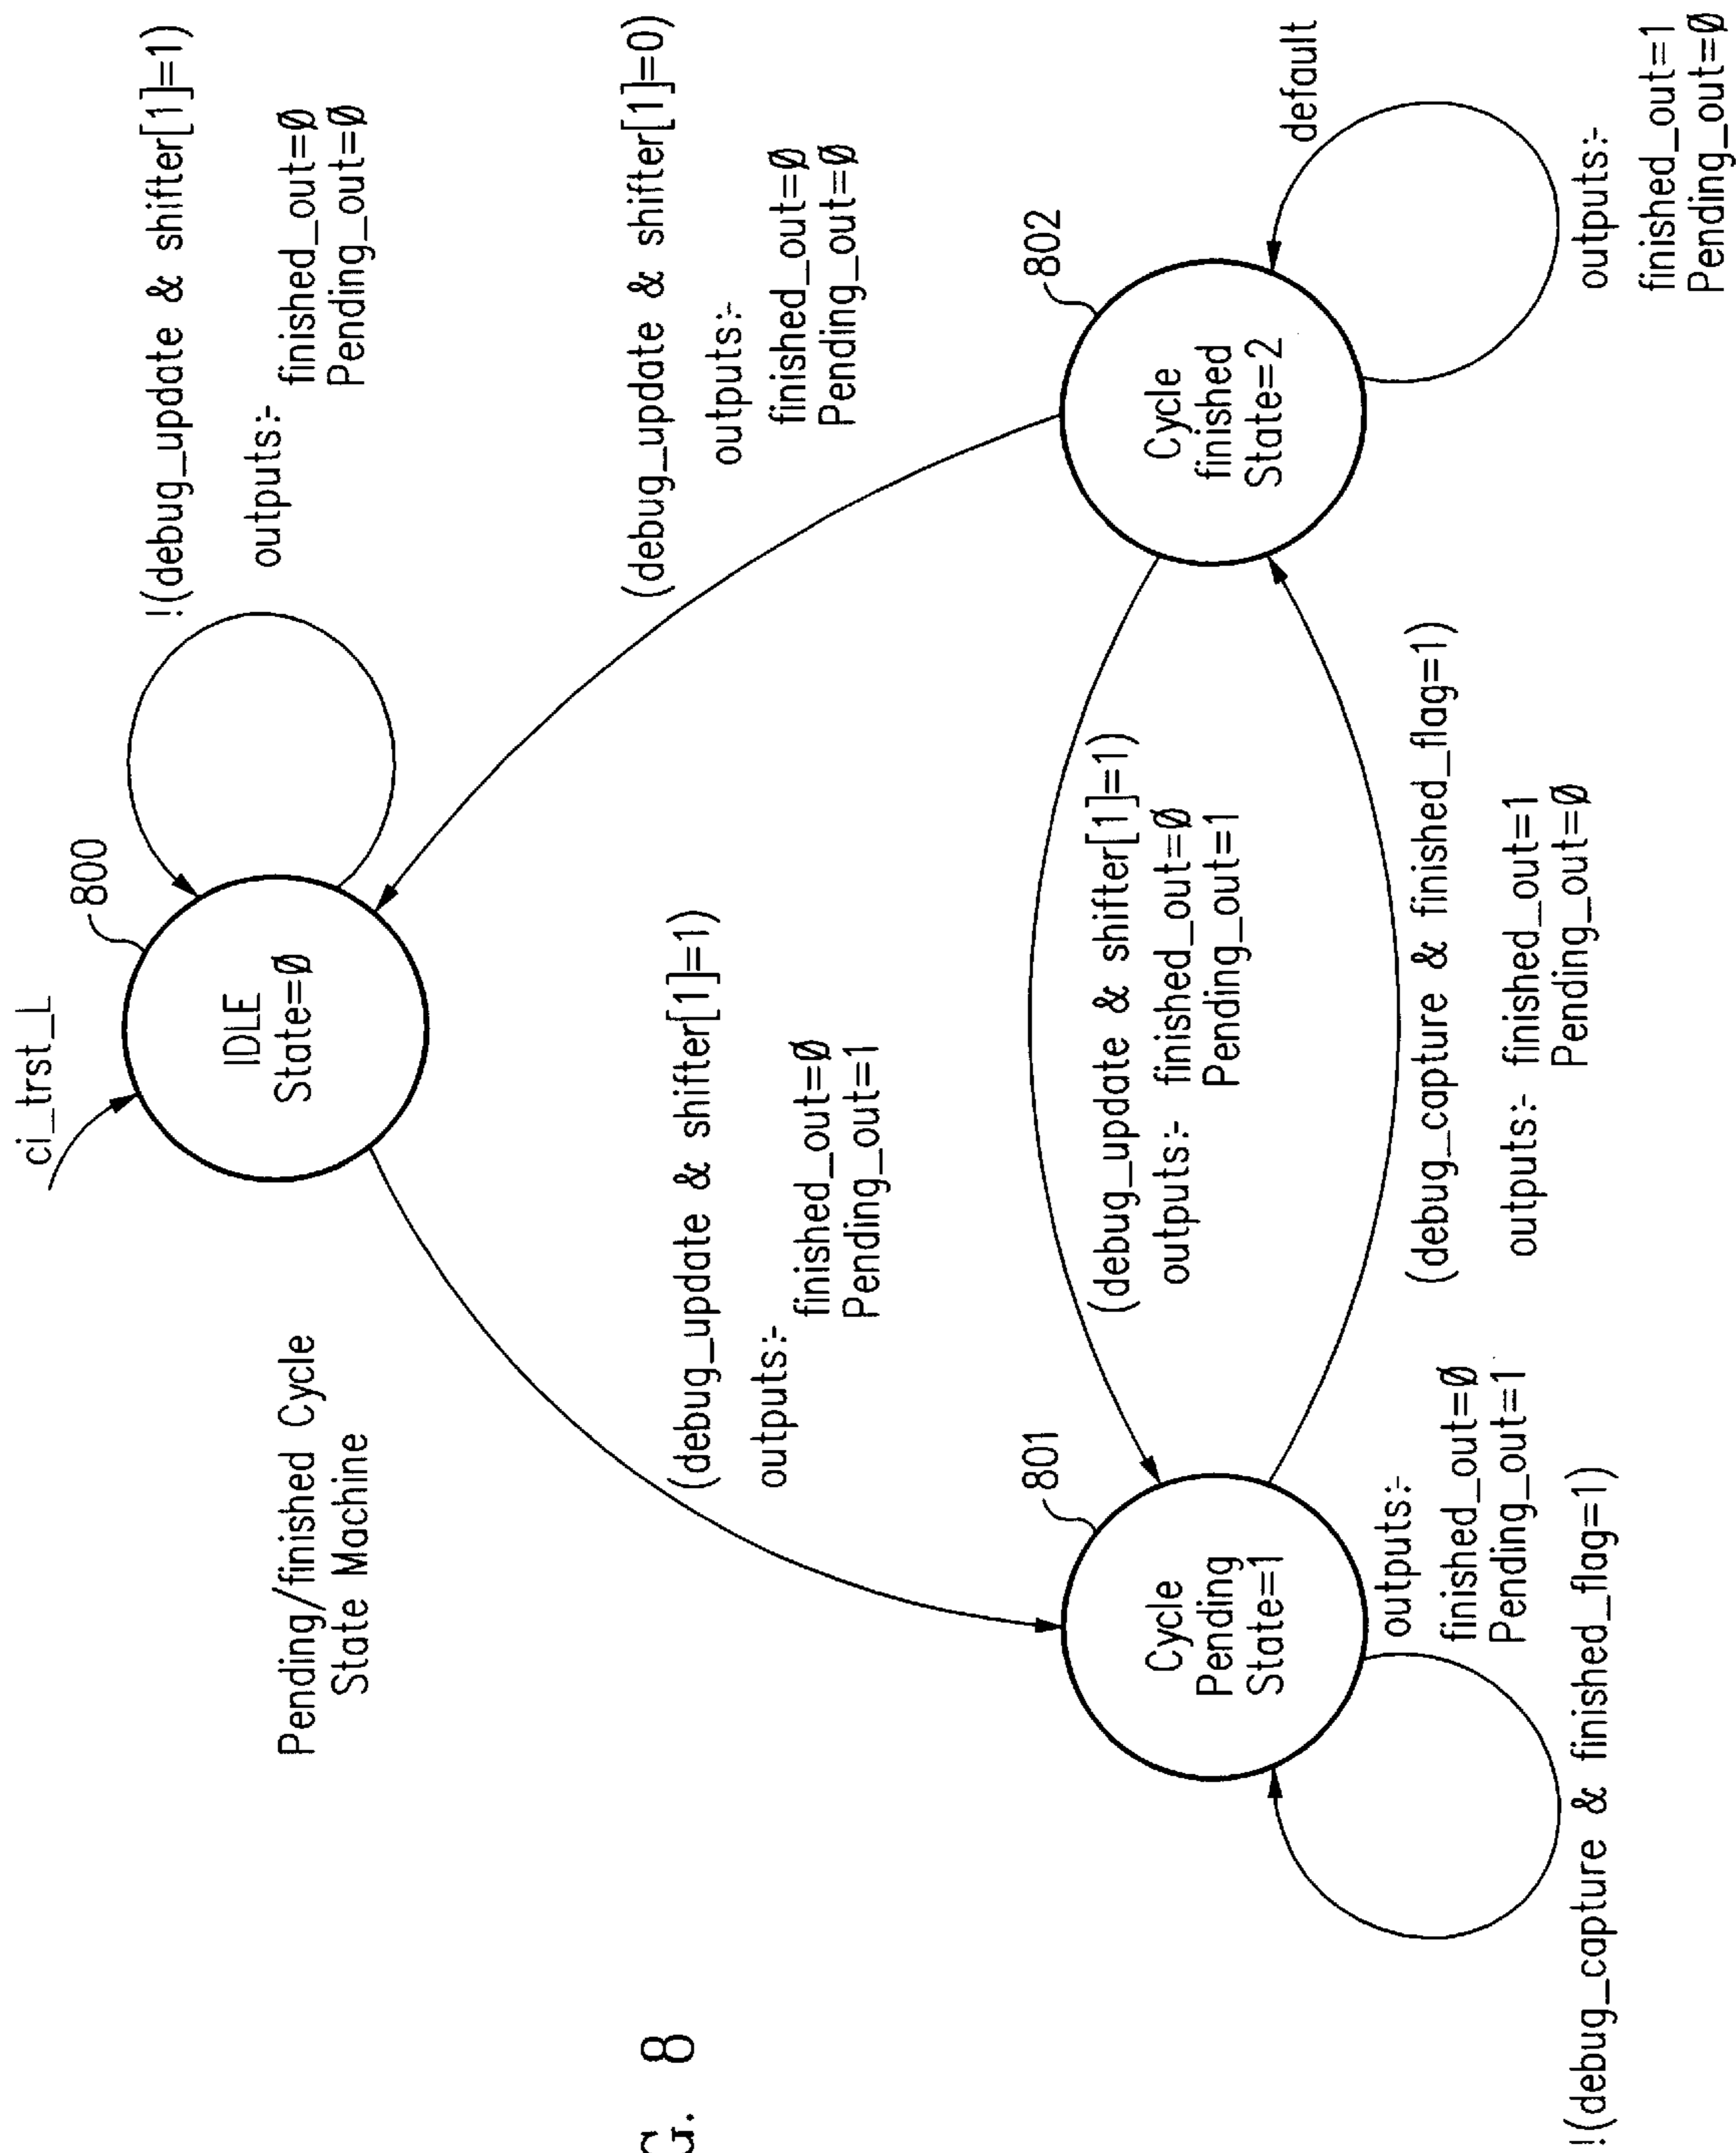 ci_trst_L
800
IDLE
State=Ø
!(debug_update & shifter[1]=1)
outputs:-
finished_out=Ø
Pending_out=Ø
Pending/finished Cycle
State Machine
(debug_update & shifter[1]=0)
outputs:-
finished_out=Ø
Pending_out=Ø
(debug_update & shifter[1]=1)
outputs:-
finished_out=Ø
Pending_out=1
801
Cycle
Pending
State=1
(debug_update & shifter[1]=1)
outputs:- finished_out=Ø
Pending_out=1
802
Cycle
finished
State=2
default
outputs:-
finished_out=1
Pending_out=Ø
(debug_capture & finished_flag=1)
outputs:- finished_out=1
Pending_out=Ø
outputs:-
finished_out=Ø
Pending_out=1
!(debug_capture & finished_flag=1)
G. 8